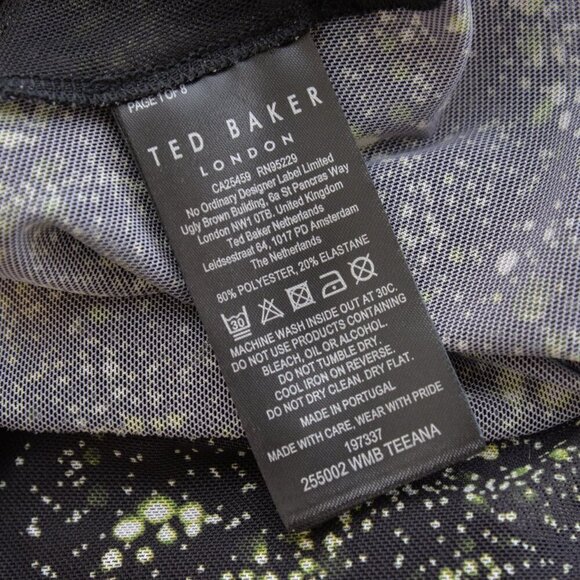 PAGE 1 OF 8
TED BAKER
LONDON
CA25459 RN95229
No Ordinary Designer Label Limited
Ugly Brown Building, 6a St Pancras Way
London NW1 0TB, United Kingdom
Ted Baker Netherlands
Leidsestraat 64, 1017 PD Amsterdam
The Netherlands
80% POLYESTER, 20% ELASTANE
30
MACHINE WASH INSIDE OUT AT 30C.
DO NOT USE PRODUCTS CONTAINING
BLEACH, OIL OR ALCOHOL.
DO NOT TUMBLE DRY.
COOL IRON ON REVERSE.
DO NOT DRY CLEAN. DRY FLAT.
MADE IN PORTUGAL
MADE WITH CARE, WEAR WITH PRIDE
197337
255002 WMB TEEANA